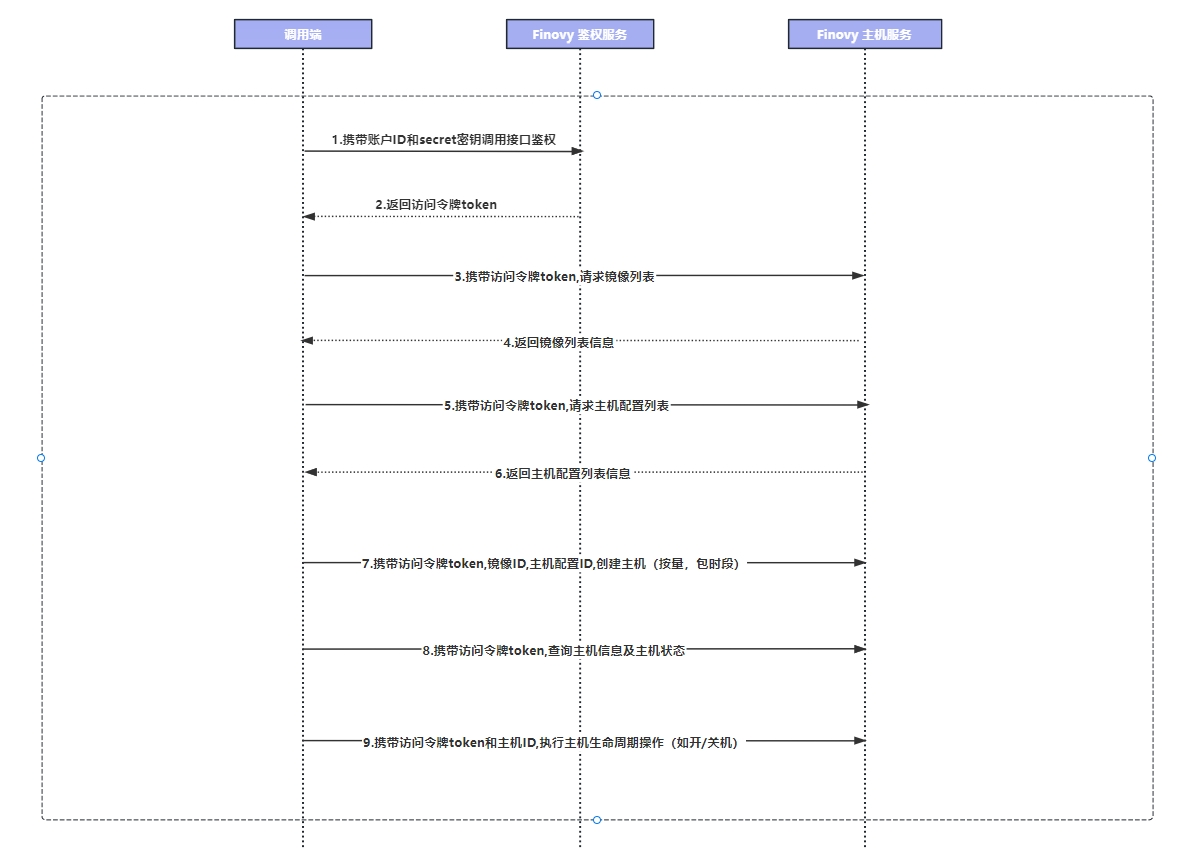 调用端
Finovy 鉴权服务
Finovy 主机服务
1.携带账户ID和secret密钥调用接口鉴权
2.返回访问令牌token
3.携带访问令牌token,请求镜像列表
4.返回镜像列表信息
5.携带访问令牌token,请求主机配置列表
6.返回主机配置列表信息
7.携带访问令牌token,镜像ID,主机配置ID,创建主机（按量，包时段）
8.携带访问令牌token,查询主机信息及主机状态
9.携带访问令牌token和主机ID,执行主机生命周期操作（如开/关机）